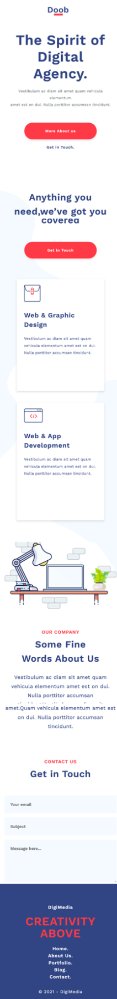 Doob
The Spirit of
Digital
Agency.
Vestibulum ac diam sit amet quam vehicula
elementum
amet est on dui. Nulla porttitor accumsan tincidunt.
More About us
Get in Touch.
Anything you
need,we've got you
covered
Get in Touch
Web & Graphic
Design
Vestibulum ac diam sit amet quam
vehicula elementum amet est on dui.
Nulla porttitor accumsan tincidunt.
</>
Web & App
Development
Vestibulum ac diam sit amet quam
vehicula elementum amet est on dui.
Nulla porttitor accumsan tincidunt.
OUR COMPANY
Some Fine
Words About Us
Vestibulum ac diam sit amet quam
vehicula elementum amet est on dui.
Nulla porttitor accumsan
amet.Quam vehicula elementum amet est
on dui. Nulla porttitor accumsan
tincidunt.
CONTACT US
Get in Touch
Your email
Subject
Message here...
DigiMedia
CREATIVITY
ABOVE
Home.
About Us.
Portfolio.
Blog.
Contact.
© 2021 - DigiMedia